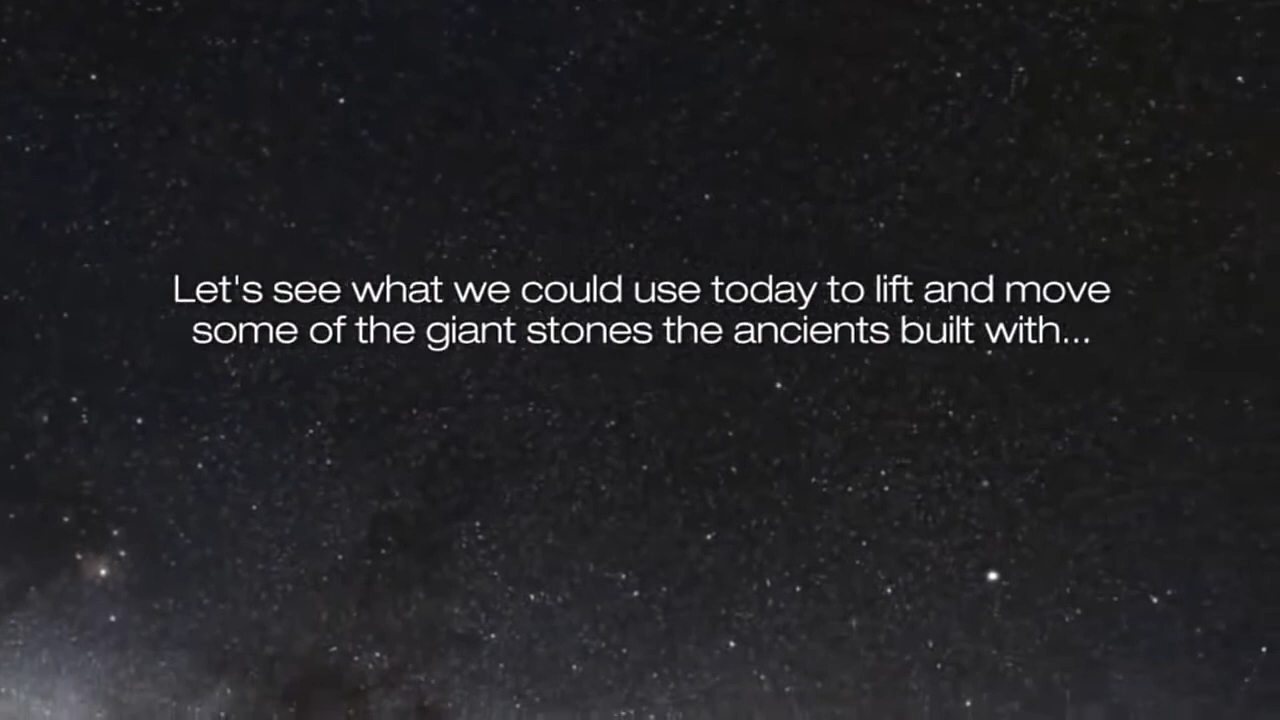 Let's see what we could use today to lift and move
some of the giant stones the ancients built with...